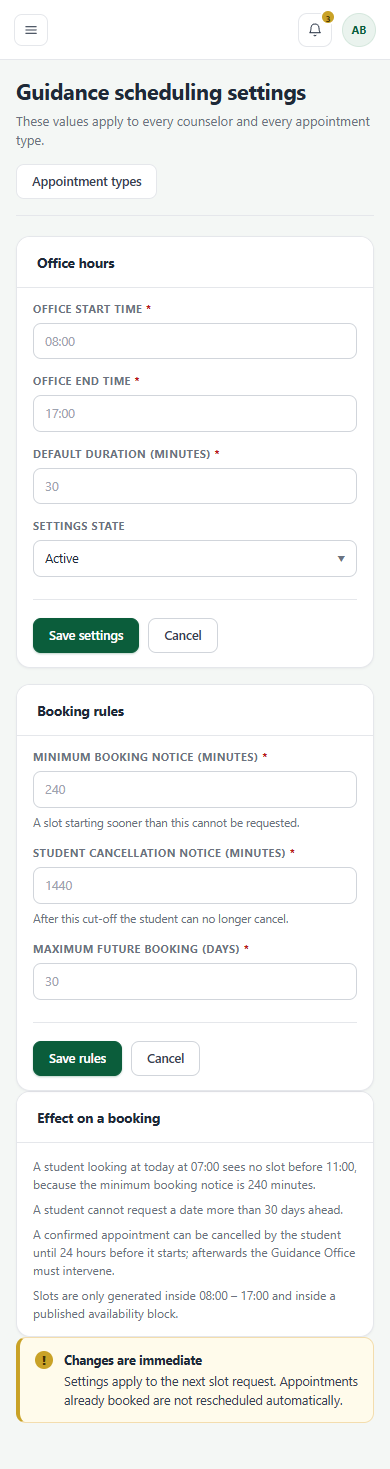 3
AB
Guidance scheduling settings
These values apply to every counselor and every appointment
type.
Appointment types
Office hours
OFFICE START TIME *
08:00
OFFICE END TIME *
17:00
DEFAULT DURATION (MINUTES) *
30
SETTINGS STATE
Active
Save settings
Cancel
Booking rules
MINIMUM BOOKING NOTICE (MINUTES) *
240
A slot starting sooner than this cannot be requested.
STUDENT CANCELLATION NOTICE (MINUTES) *
1440
After this cut-off the student can no longer cancel.
MAXIMUM FUTURE BOOKING (DAYS) *
30
Save rules
Cancel
Effect on a booking
A student looking at today at 07:00 sees no slot before 11:00,
because the minimum booking notice is 240 minutes.
A student cannot request a date more than 30 days ahead.
A confirmed appointment can be cancelled by the student
until 24 hours before it starts; afterwards the Guidance Office
must intervene.
Slots are only generated inside 08:00 – 17:00 and inside a
published availability block.
! Changes are immediate
Settings apply to the next slot request. Appointments
already booked are not rescheduled automatically.